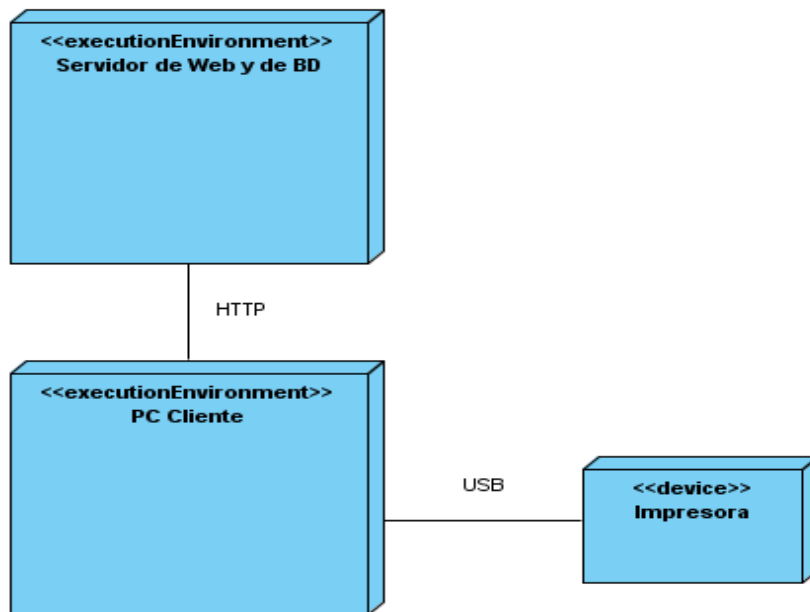 <<executionEnvironment>>
Servidor de Web y de BD
HTTP
<<executionEnvironment>>
PC Cliente
USB
<<device>>
Impresora